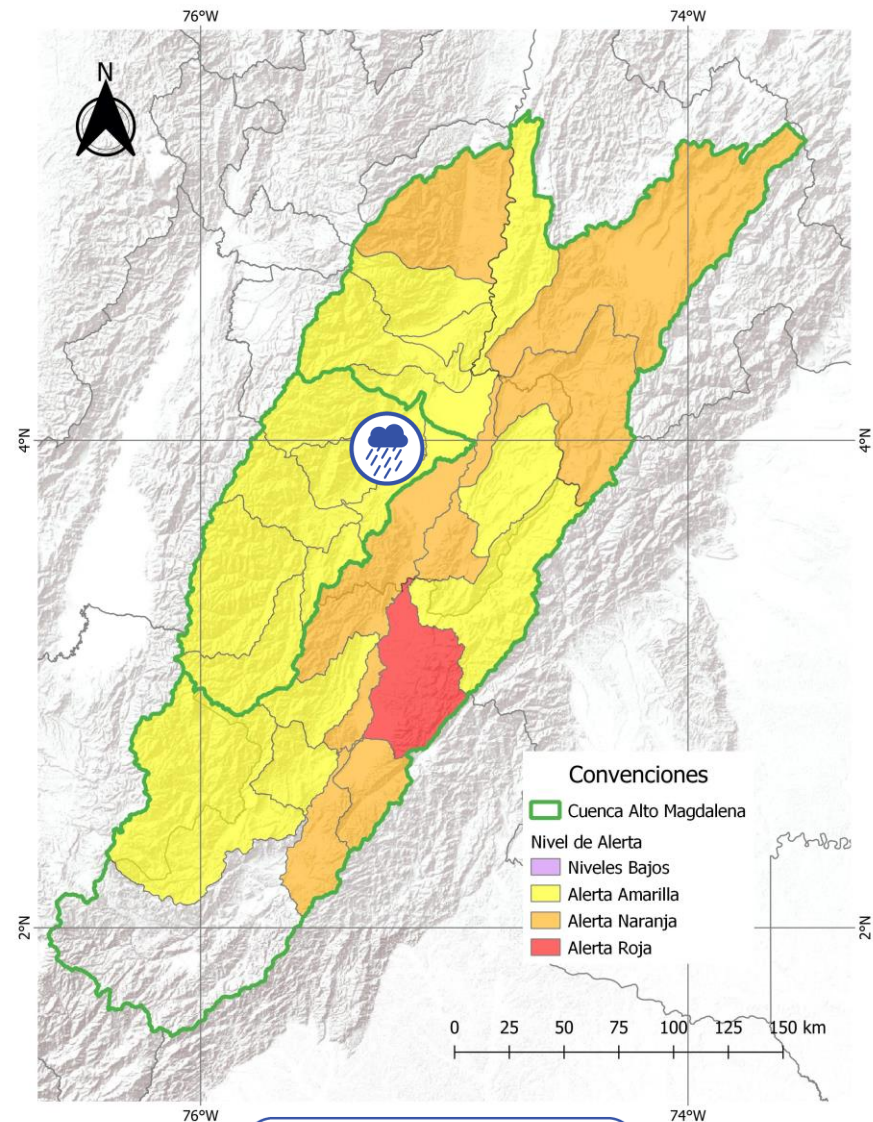 76°W
74°W
N
4°N
4°N
Convenciones
Cuenca Alto Magdalena
Nivel de Alerta
Niveles Bajos
Alerta Amarilla
Alerta Naranja
Alerta Roja
2°N
2°N
0 25 50 75 100 125 150 km
76°W
74°W